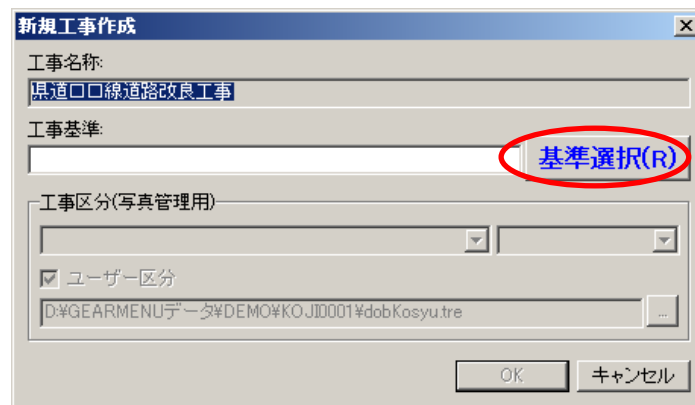 新規工事作成
工事名称:
県道口口線道路改良工事
工事基準:
基準選択(R)
工事区分(写真管理用)
ユーザー区分
D:¥GEARMENUデータ¥DEMO¥KOJI0001¥dobKosyu.tre
...
OK キャンセル